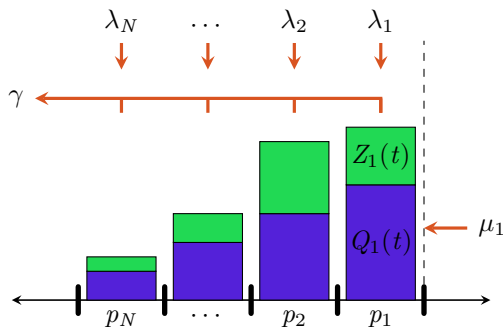 λ_N ... λ_2 λ_1
γ
Z_1(t)
Q_1(t)
μ_1
p_N ... p_2 p_1